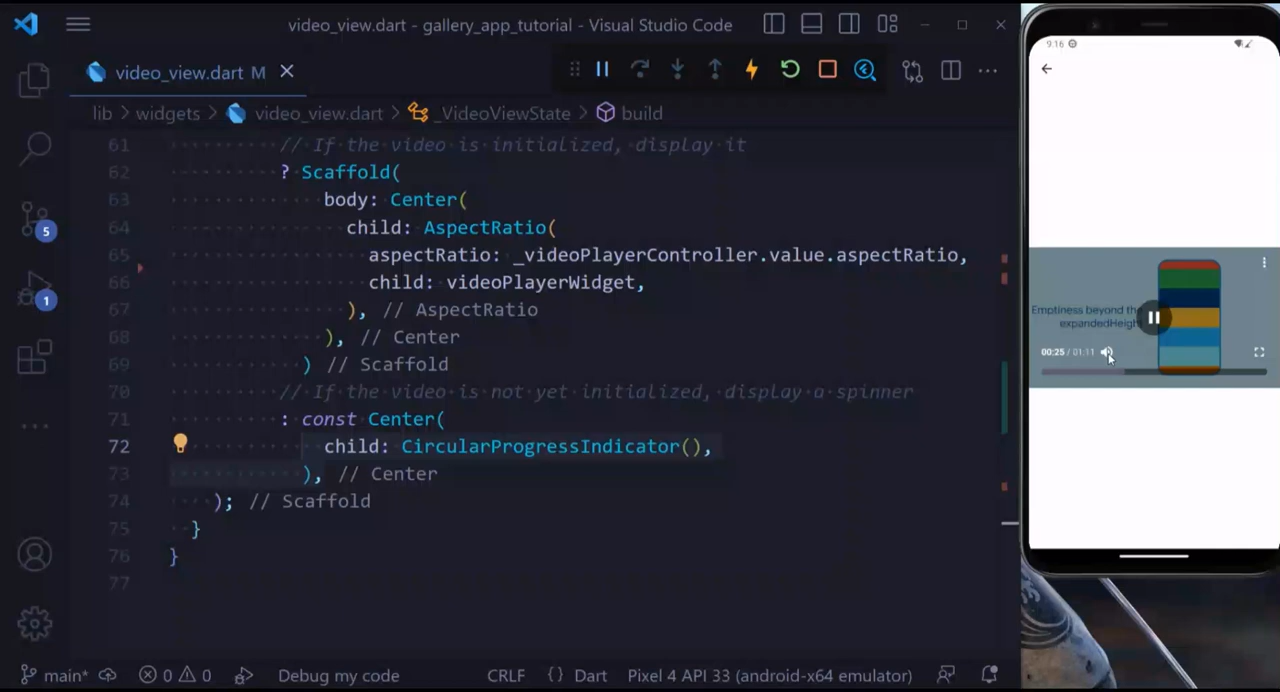 video_view.dart - gallery_app_tutorial - Visual Studio Code
video_view.dart M
lib > widgets > video_view.dart > _VideoViewState > build
61 // If the video is initialized, display it
62 ? Scaffold(
63 body: Center(
64 child: AspectRatio(
65 aspectRatio: _videoPlayerController.value.aspectRatio,
66 child: videoPlayerWidget,
67 ), // AspectRatio
68 ), // Center
69 ) // Scaffold
70 // If the video is not yet initialized, display a spinner
71 : const Center(
72 child: CircularProgressIndicator(),
73 ), // Center
74 ); // Scaffold
75 }
76 }
77
5
1
main* 0 0 Debug my code CRLF {} Dart Pixel 4 API 33 (android-x64 emulator)
9:16
Emptiness beyond the
expandedHeight
00:25 / 01:11